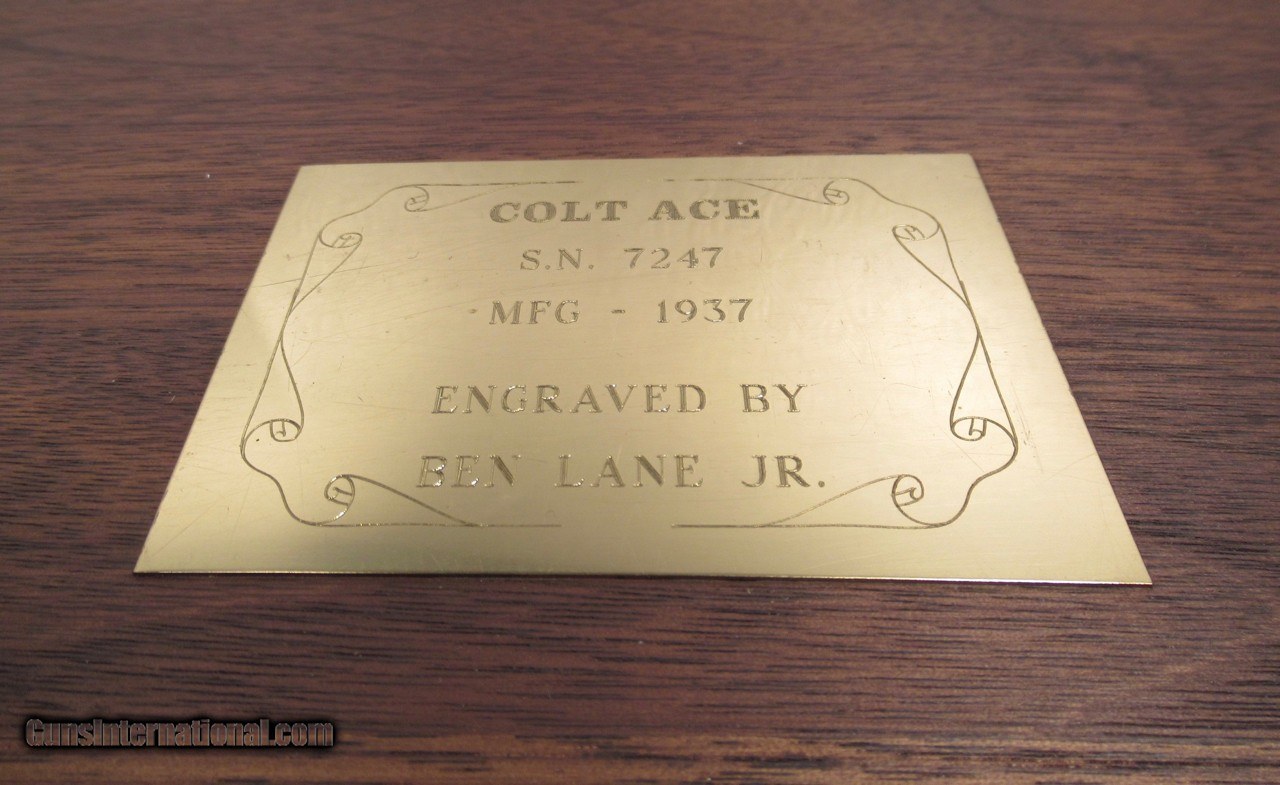 COLT ACE
S.N. 7247
MFG - 1937
ENGRAVED BY
BEN LANE JR.
GunsInternational.com